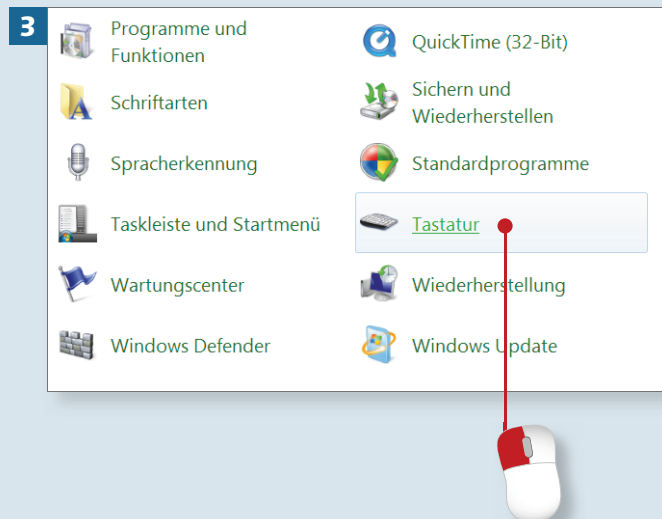 3
Programme und
Funktionen
QuickTime (32-Bit)
Schriftarten
Sichern und
Wiederherstellen
Spracherkennung
Standardprogramme
Taskleiste und Startmenü
Tastatur
Wartungscenter
Wiederherstellung
Windows Defender
Windows Update